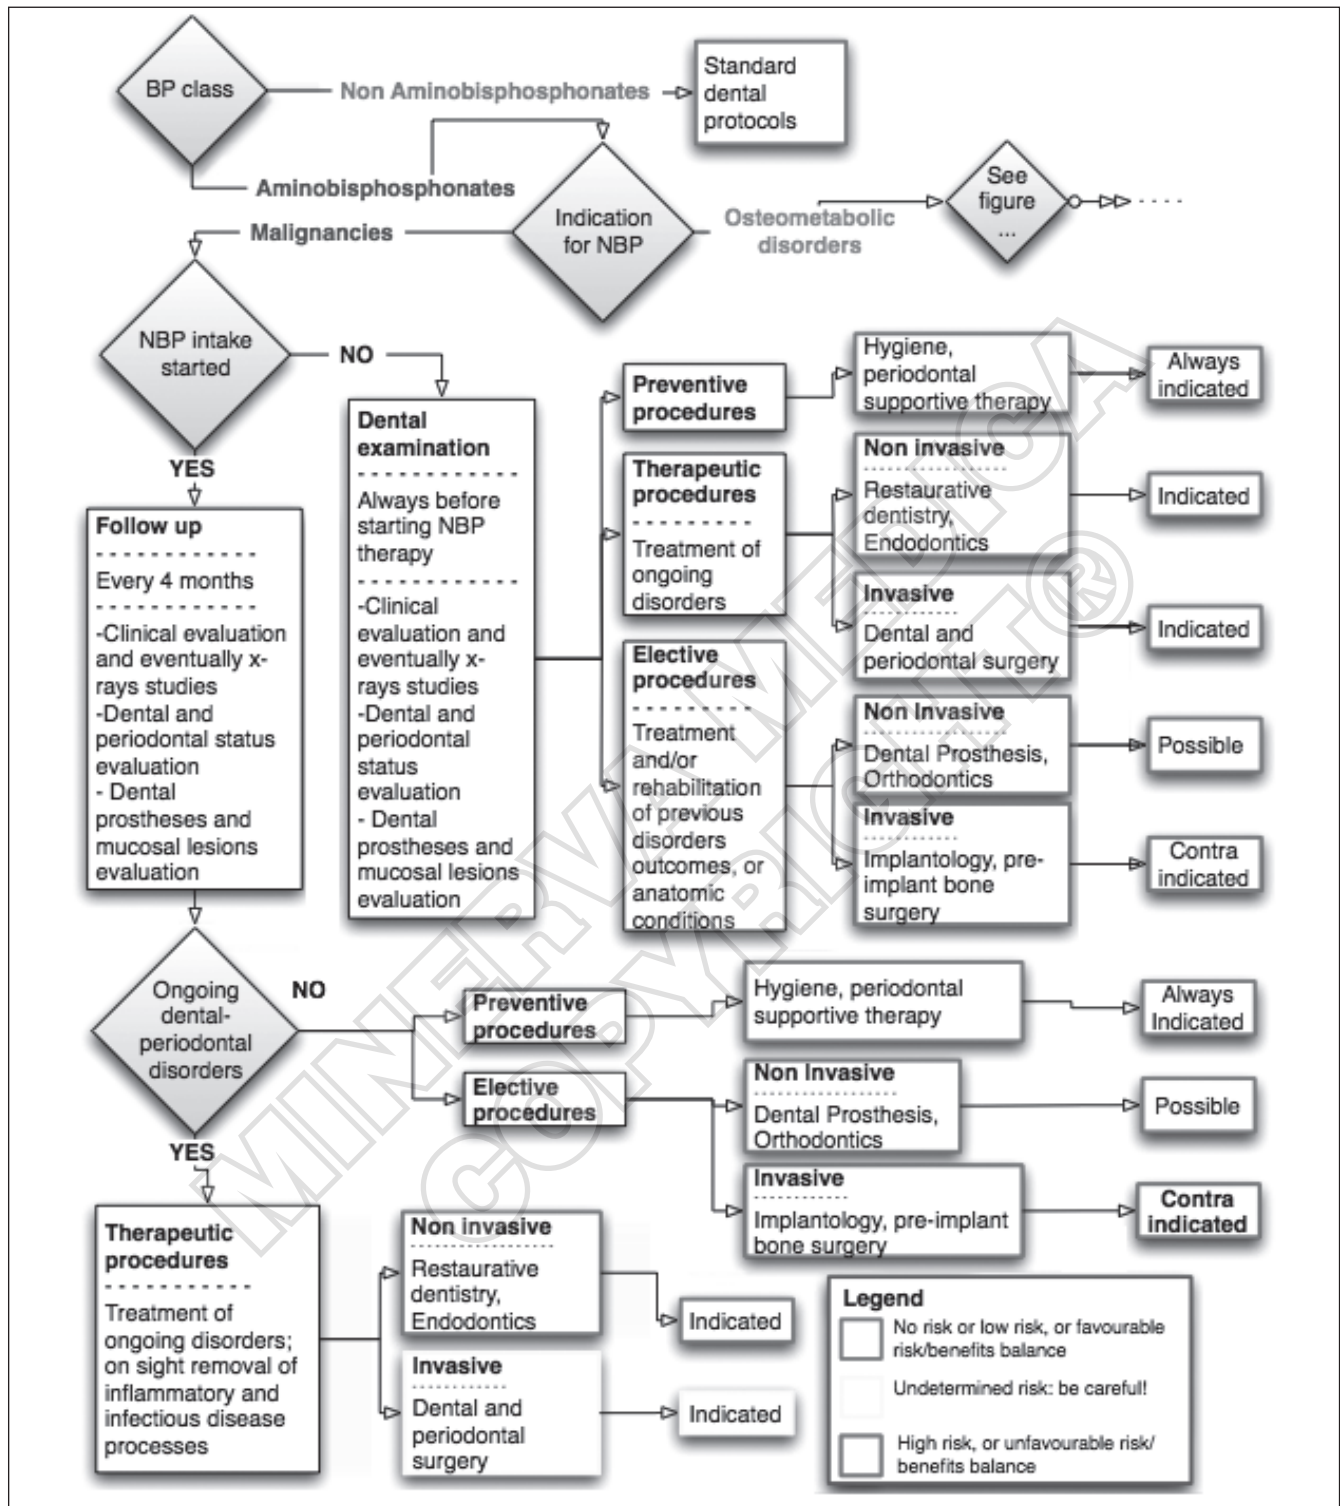 BP class
Non Aminobisphosphonates
Standard
dental
protocols
Aminobisphosphonates
Indication
for NBP
Osteometabolic
disorders
See
figure
...
Malignancies
NBP intake
started
NO
YES
Dental
examination
Always before
starting NBP
therapy
-Clinical
evaluation and
eventually x-
rays studies
-Dental and
periodontal
status
evaluation
- Dental
prostheses and
mucosal lesions
evaluation
Preventive
procedures
Hygiene,
periodontal
supportive therapy
Always
indicated
Therapeutic
procedures
Treatment of
ongoing
disorders
Non invasive
Restaurative
dentistry,
Endodontics
Indicated
Invasive
Dental and
periodontal surgery
Indicated
Elective
procedures
Treatment
and/or
rehabilitation
of previous
disorders
outcomes, or
anatomic
conditions
Non Invasive
Dental Prosthesis,
Orthodontics
Possible
Invasive
Implantology, pre-
implant bone
surgery
Contra
indicated
Follow up
Every 4 months
-Clinical evaluation
and eventually x-
rays studies
-Dental and
periodontal status
evaluation
- Dental
prostheses and
mucosal lesions
evaluation
Ongoing
dental-
periodontal
disorders
NO
Preventive
procedures
Hygiene, periodontal
supportive therapy
Always
Indicated
Elective
procedures
Non Invasive
Dental Prosthesis,
Orthodontics
Possible
Invasive
Implantology, pre-implant
bone surgery
Contra
indicated
YES
Therapeutic
procedures
Treatment of
ongoing disorders;
on sight removal of
inflammatory and
infectious disease
processes
Non invasive
Restaurative
dentistry,
Endodontics
Indicated
Invasive
Dental and
periodontal
surgery
Indicated
Legend
No risk or low risk, or favourable
risk/benefits balance
Undetermined risk: be careful!
High risk, or unfavourable risk/
benefits balance
MINERVA MEDICA
COPYRIGHT®